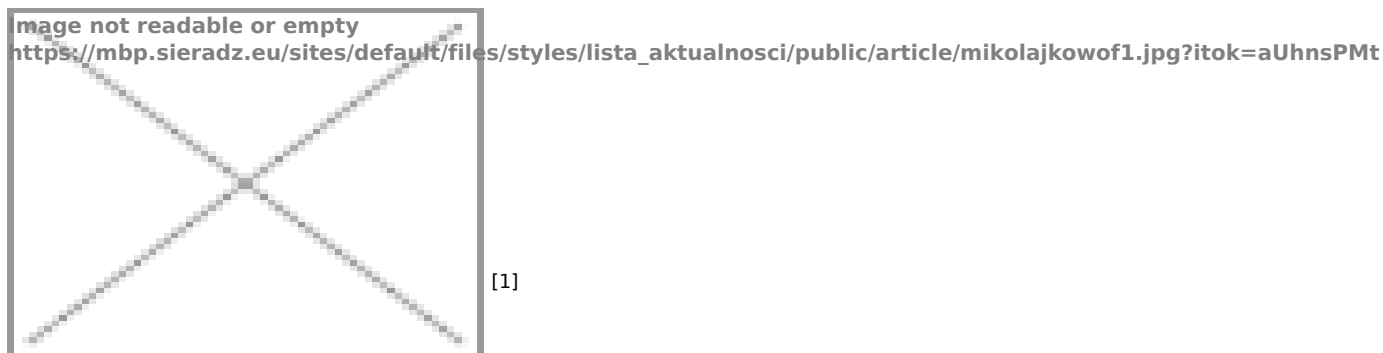 Image not readable or empty
https://mbp.sieradz.eu/sites/default/files/styles/lista_aktualnosci/public/article/mikolajkowof1.jpg?itok=aUhnsPMt
[1]